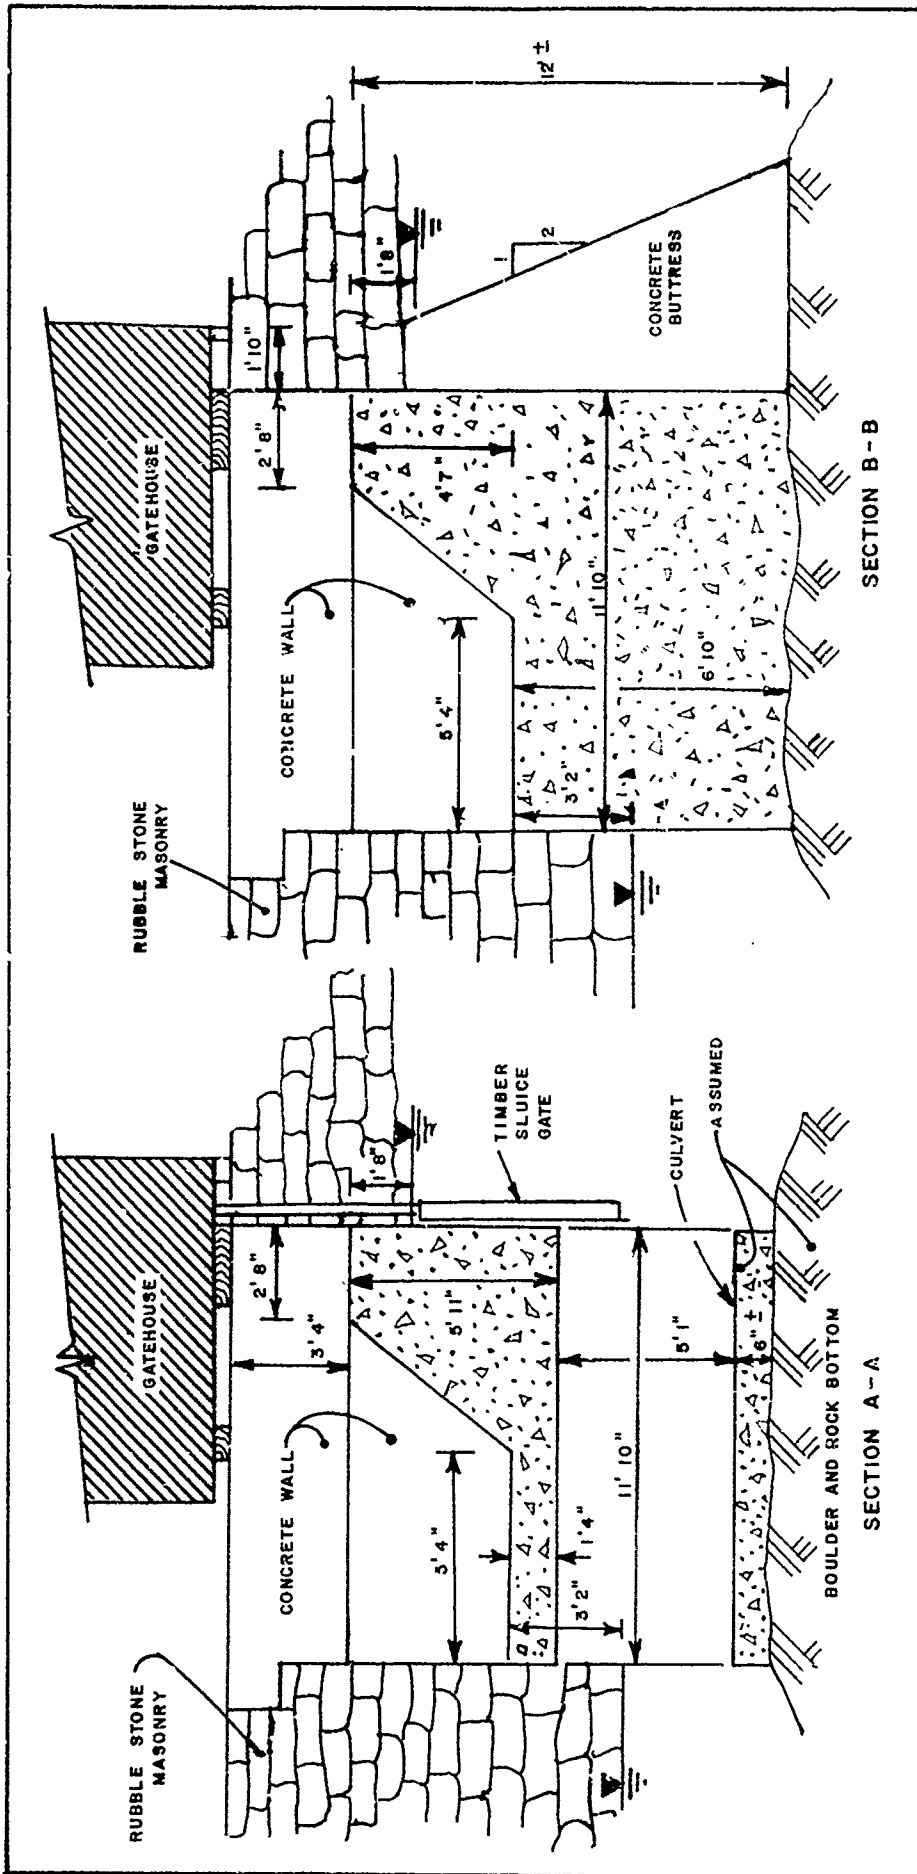 RUBBLE STONE
MASONRY
GATEHOUSE
CONCRETE WALL
2'8"
3'4"
1'8"
5'11"
5'4"
1'4"
3'2"
TIMBER
SLUICE
GATE
11'10"
5'1"
CULVERT
ASSUMED
6" ±
BOULDER AND ROCK BOTTOM
SECTION A-A
RUBBLE STONE
MASONRY
GATEHOUSE
CONCRETE WALL
1'10"
2'8"
1'8"
12' ±
4'7"
5'4"
3'2"
11'10"
6'10"
1
2
CONCRETE
BUTTRESS
SECTION B-B